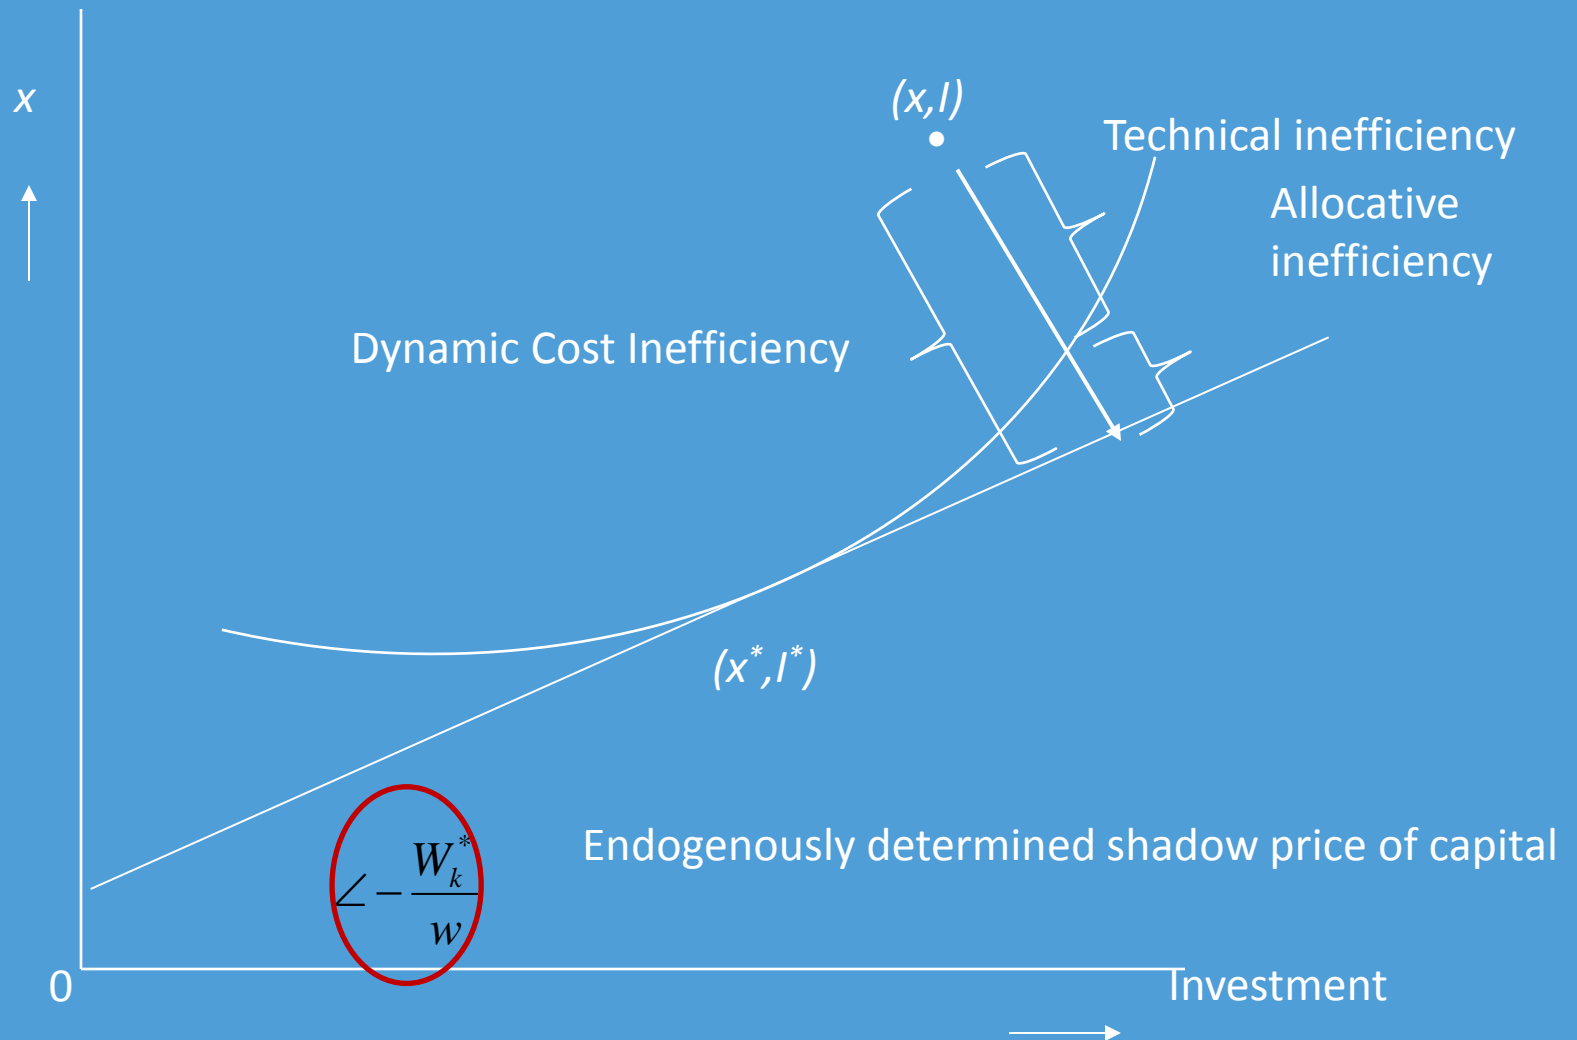 x
(x,I)
Technical inefficiency
Allocative
inefficiency
Dynamic Cost Inefficiency
(x*,I*)
Endogenously determined shadow price of capital
∠ − W*k / w
0
Investment